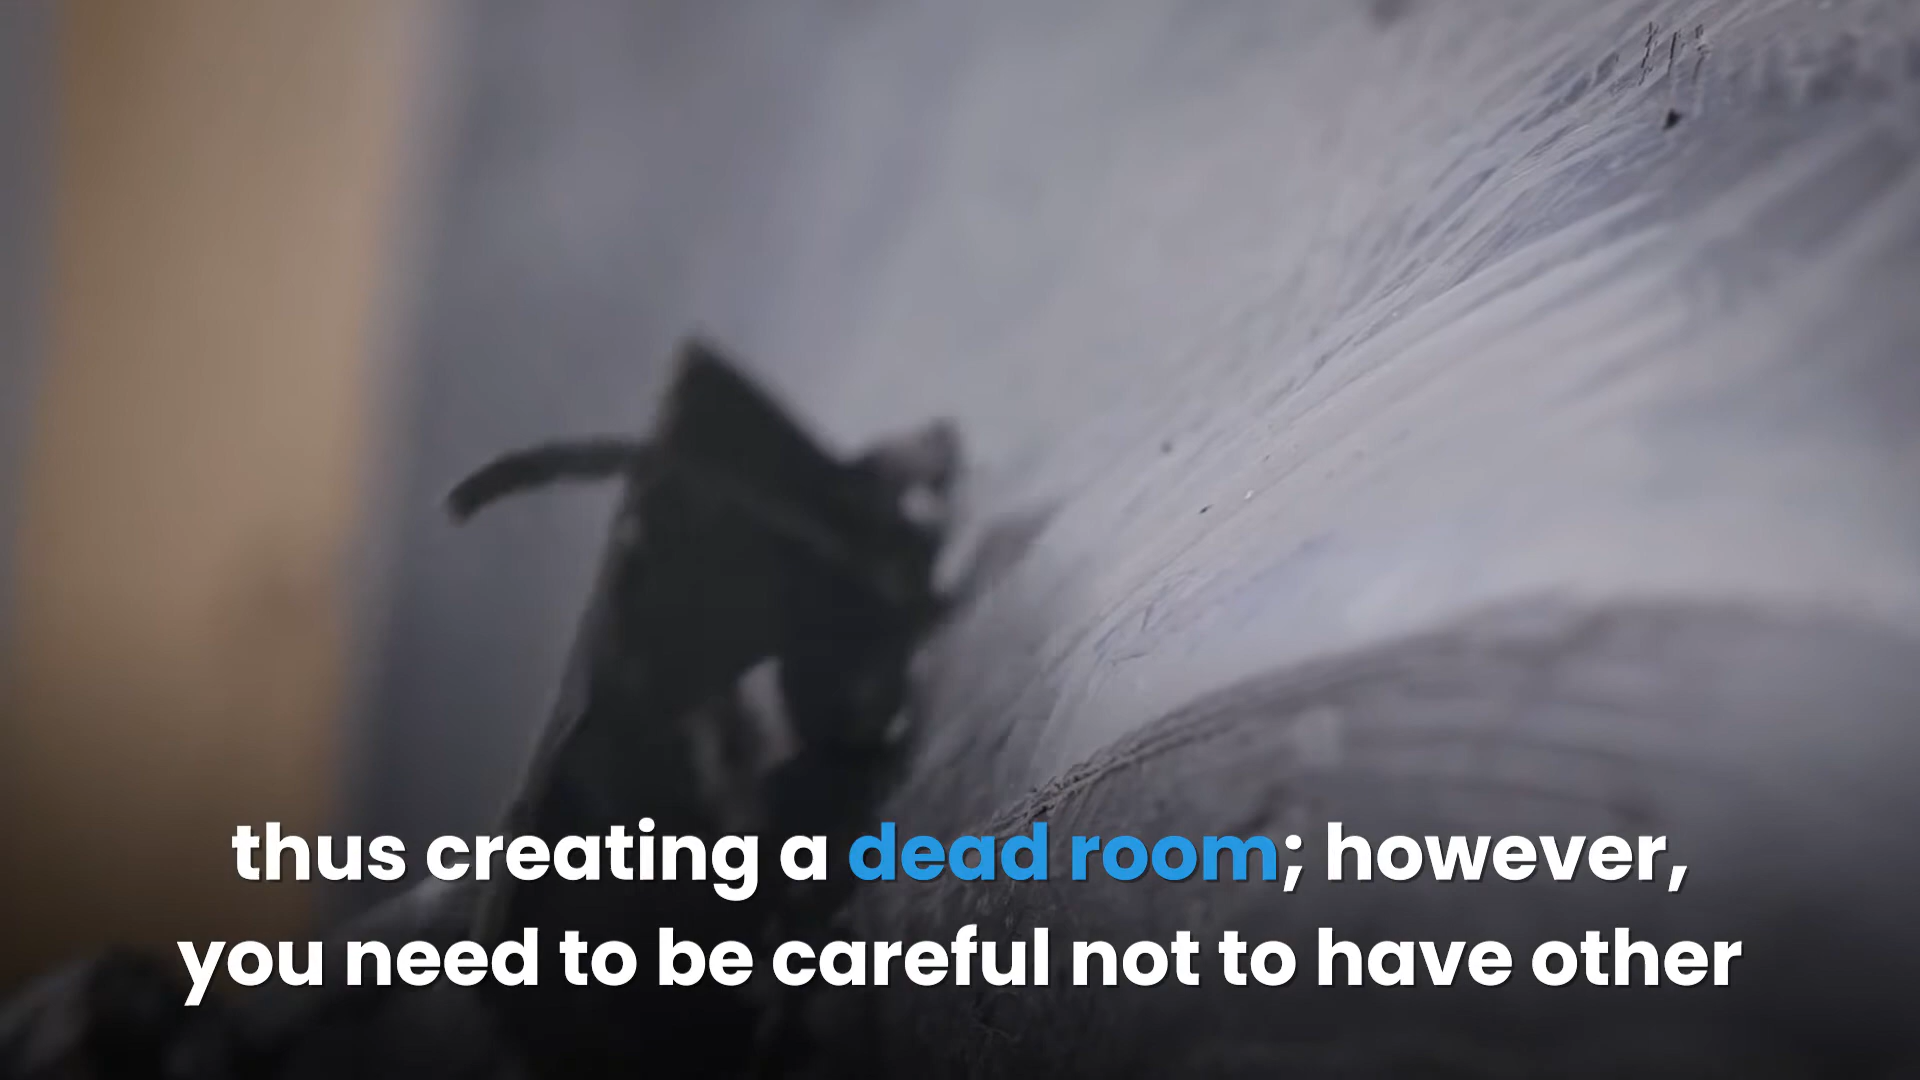 thus creating a dead room; however,
you need to be careful not to have other